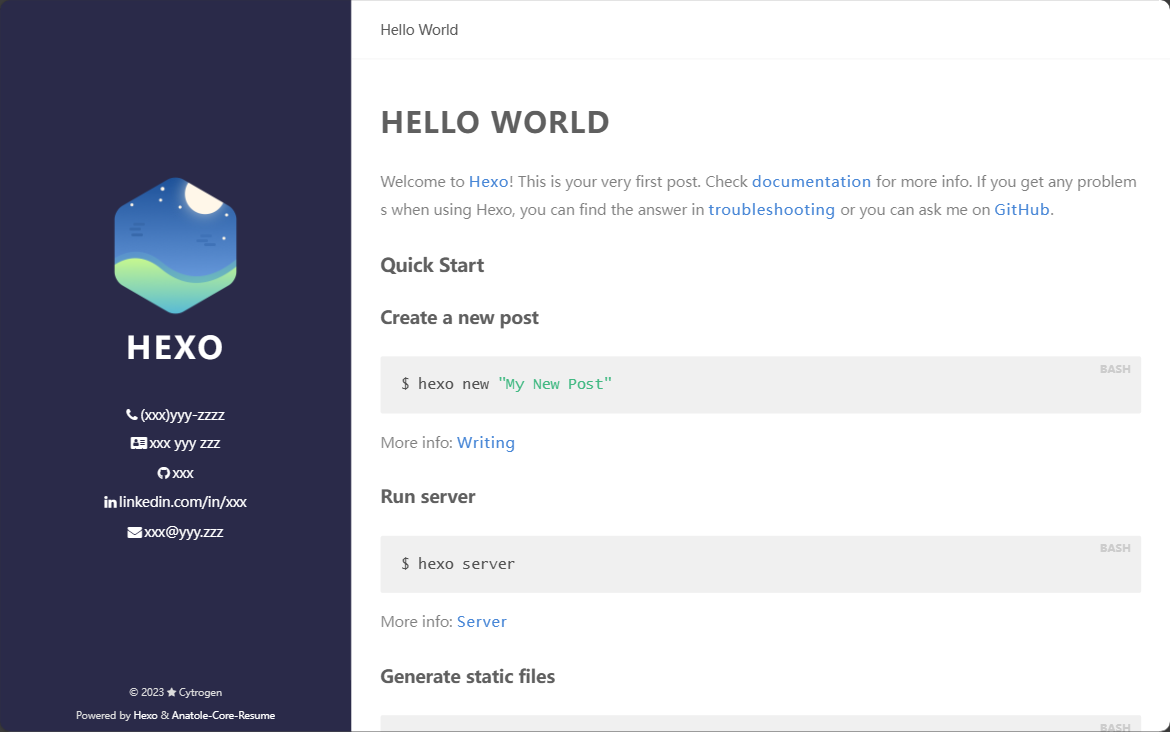 HEXO
(xxx)yyy-zzzz
xxx yyy zzz
xxx
linkedin.com/in/xxx
xxx@yyy.zzz
© 2023 ★ Cytrogen
Powered by Hexo & Anatole-Core-Resume
Hello World
HELLO WORLD
Welcome to Hexo! This is your very first post. Check documentation for more info. If you get any problem
s when using Hexo, you can find the answer in troubleshooting or you can ask me on GitHub.
Quick Start
Create a new post
BASH
$ hexo new "My New Post"
More info: Writing
Run server
BASH
$ hexo server
More info: Server
Generate static files
BASH